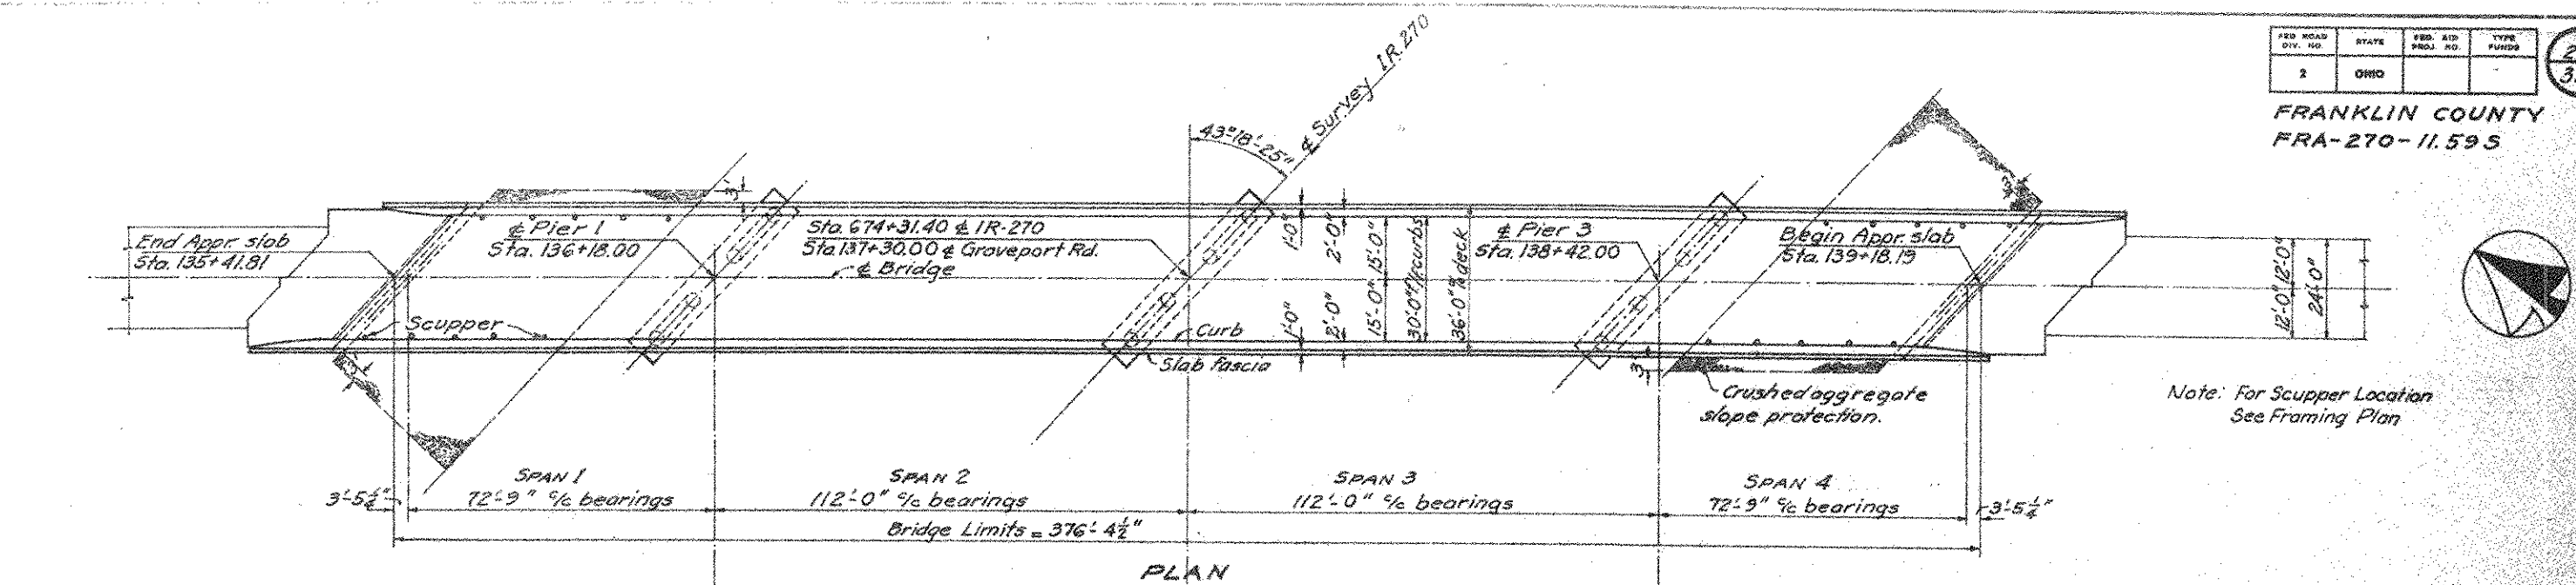 FED ROAD DIV. NO.
STATE
FED. AID PROJ. NO.
TYPE FUNDS
2
OHIO
FRANKLIN COUNTY
FRA-270-11.59S
43°18'-25"
℄ Survey IR.270
3'
3'
End Appr. slab
Sta. 135+41.81
℄ Pier 1
Sta. 136+18.00
Sta. 674+31.40 ℄ IR-270
Sta. 137+30.00 ℄ Groveport Rd.
℄ Bridge
1'-0"
2'-0"
15'-0"
15'-0"
30'-0" f/f curbs
36'-0" deck
1'-0"
2'-0"
℄ Pier 3
Sta. 138+42.00
Begin Appr. slab
Sta. 139+18.19
12'-0"
12'-0"
24'-0"
Scupper
Curb
Slab fascia
3'
3'
Crushed aggregate
slope protection.
Note: For Scupper Location
See Framing Plan
3'-5¼"
SPAN 1
72'-9" c/c bearings
SPAN 2
112'-0" c/c bearings
SPAN 3
112'-0" c/c bearings
SPAN 4
72'-9" c/c bearings
3'-5¼"
Bridge Limits = 376'-4½"
PLAN